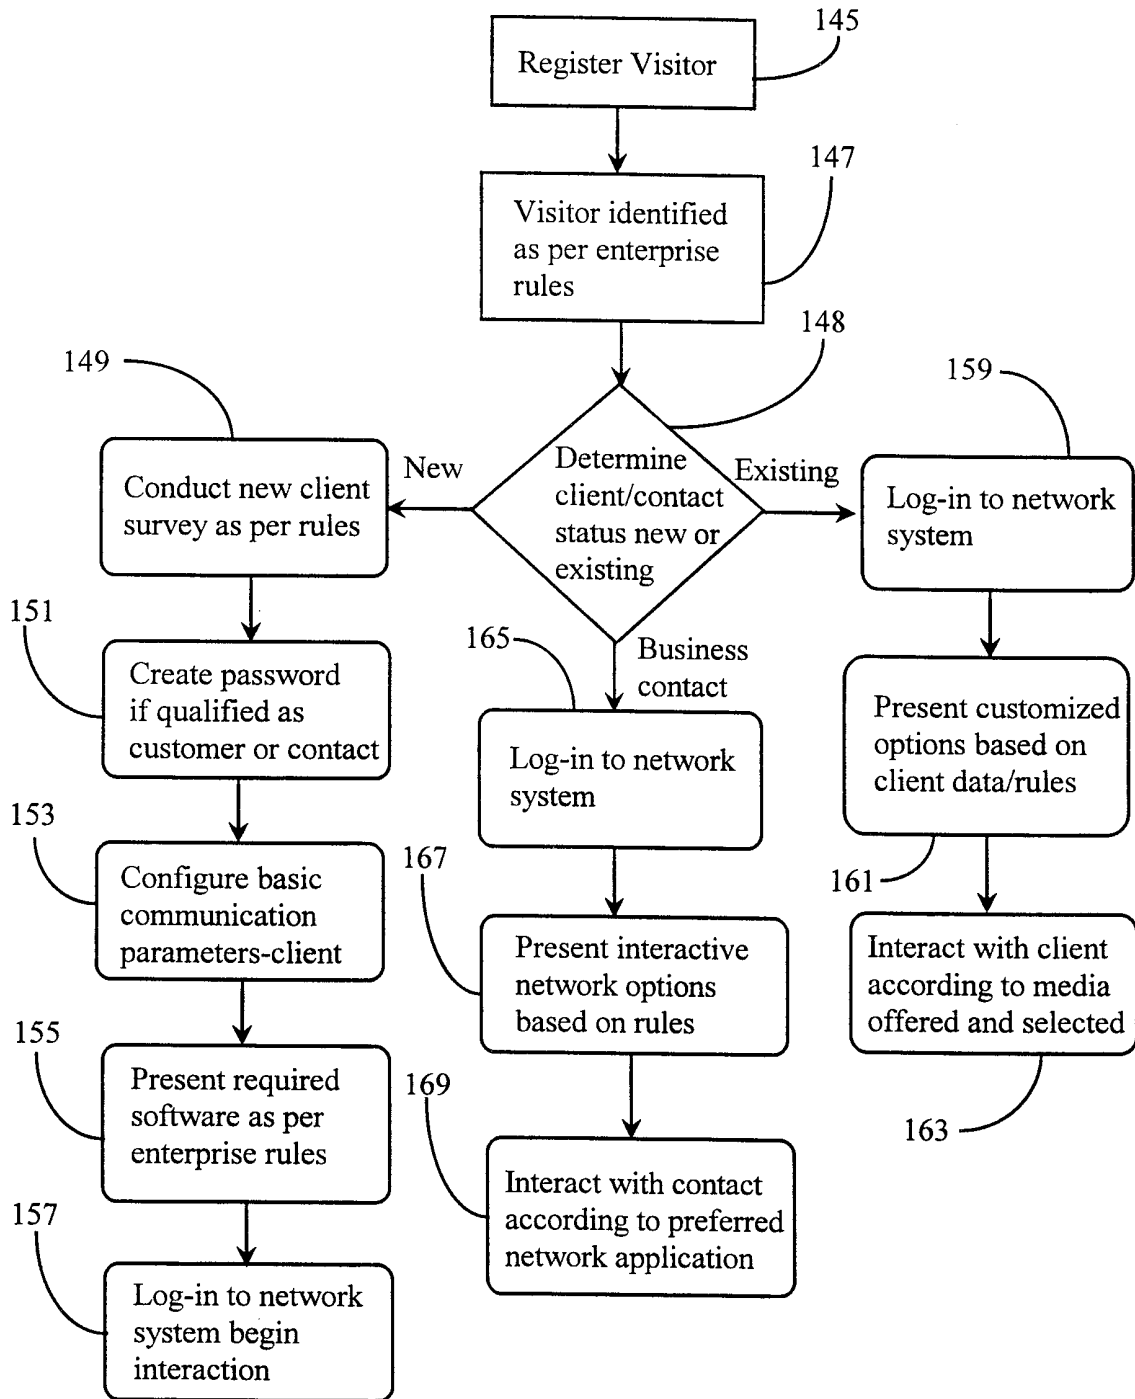 145
Register Visitor
147
Visitor identified
as per enterprise
rules
148
149
159
New
Determine
client/contact
status new or
existing
Existing
Conduct new client
survey as per rules
Log-in to network
system
151
Create password
if qualified as
customer or contact
165
Business
contact
Log-in to network
system
Present customized
options based on
client data/rules
161
153
Configure basic
communication
parameters-client
167
Present interactive
network options
based on rules
Interact with client
according to media
offered and selected
163
155
Present required
software as per
enterprise rules
169
Interact with contact
according to preferred
network application
157
Log-in to network
system begin
interaction